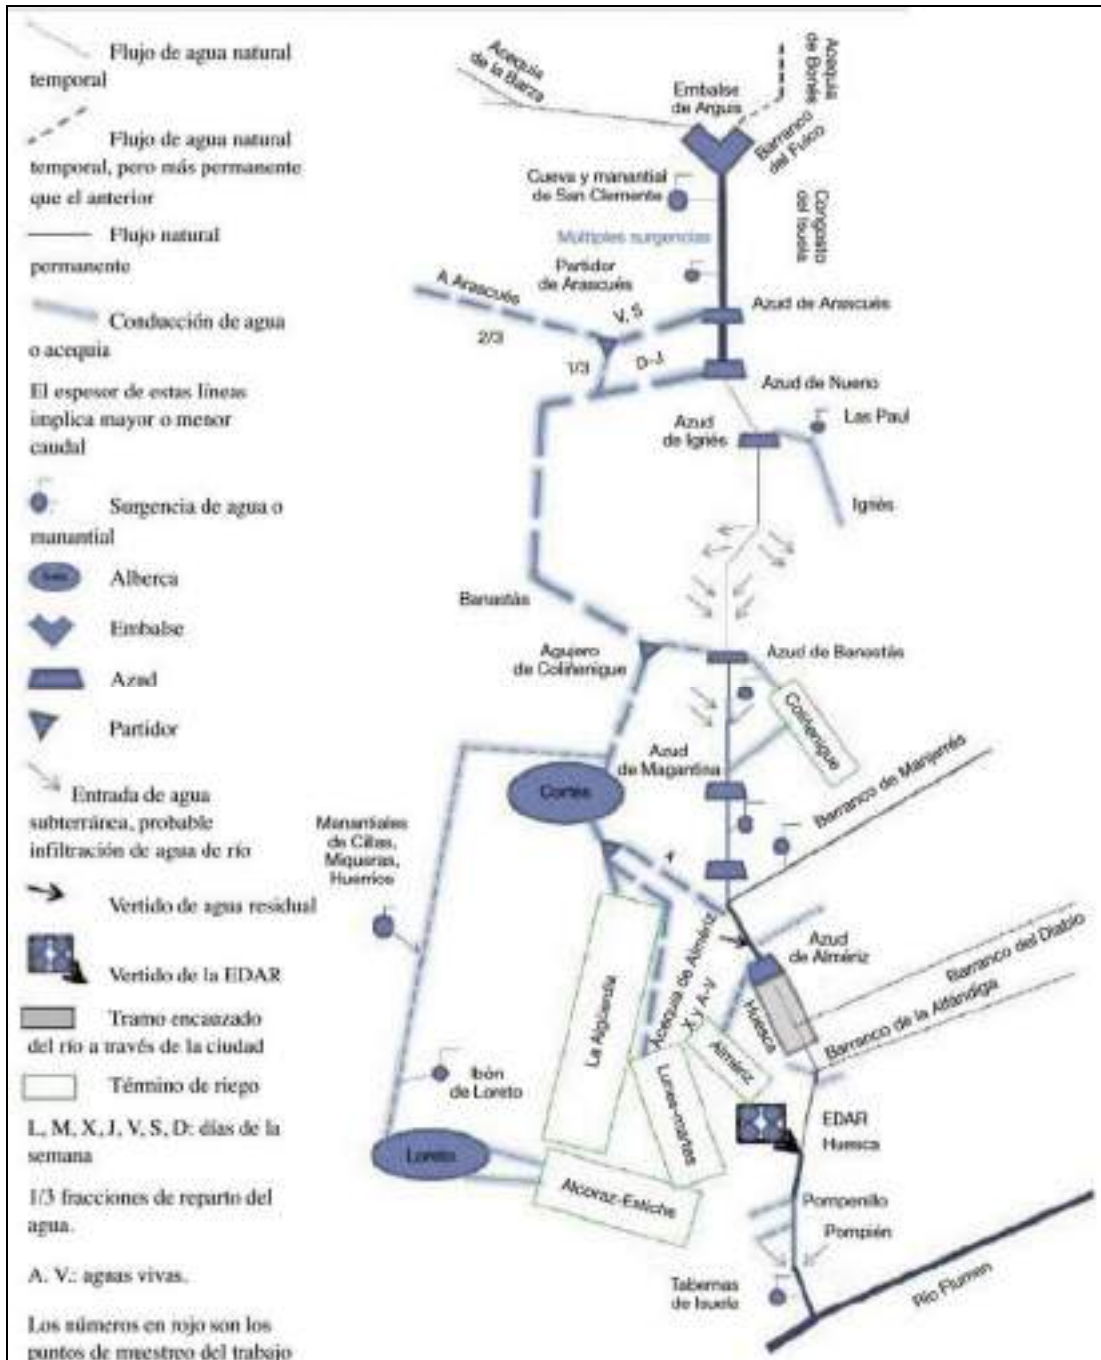 Flujo de agua natural
temporal
Flujo de agua natural
temporal, pero más permanente
que el anterior
Flujo natural
permanente
Conducción de agua
o acequia
El espesor de estas líneas
implica mayor o menor
caudal
Surgencia de agua o
manantial
Alberca
Embalse
Azud
Partidor
Entrada de agua
subterránea, probable
infiltración de agua de río
Vertido de agua residual
Vertido de la EDAR
Tramo encauzado
del río a través de la ciudad
Término de riego
L, M, X, J, V, S, D: días de la
semana
1/3 fracciones de reparto del
agua.
A. V.: aguas vivas.
Los números en rojo son los
puntos de muestreo del trabajo
Acequia
de la Barza
Embalse
de Arguis
Acequia
de Bonés
Barranco
del Fuico
Cueva y manantial
de San Clemente
Congosto
del Isuela
Múltiples surgencias
Partidor
de Arascués
A Arascués
V, S
Azud de Arascués
2/3
1/3
D-J
Azud de Nueno
Azud
de Igriés
Las Paul
Igriés
Banastás
Agujero
de Coliñenigue
Azud de Banastás
Coliñenigue
Azud
de Magantina
Cortés
Barranco de Manjarrés
Manantiales
de Cillas,
Miqueras,
Huerrios
La Algüerdia
Acequia de Almériz
X y A-V
Azud
de Almériz
Huesca
Barranco del Diablo
Barranco de la Alfándiga
Almériz
Ibón
de Loreto
Lunes-martes
EDAR
Huesca
Loreto
Alcoraz-Estiche
Pompenillo
Pompién
Tabernas
de Isuela
Río Flumen